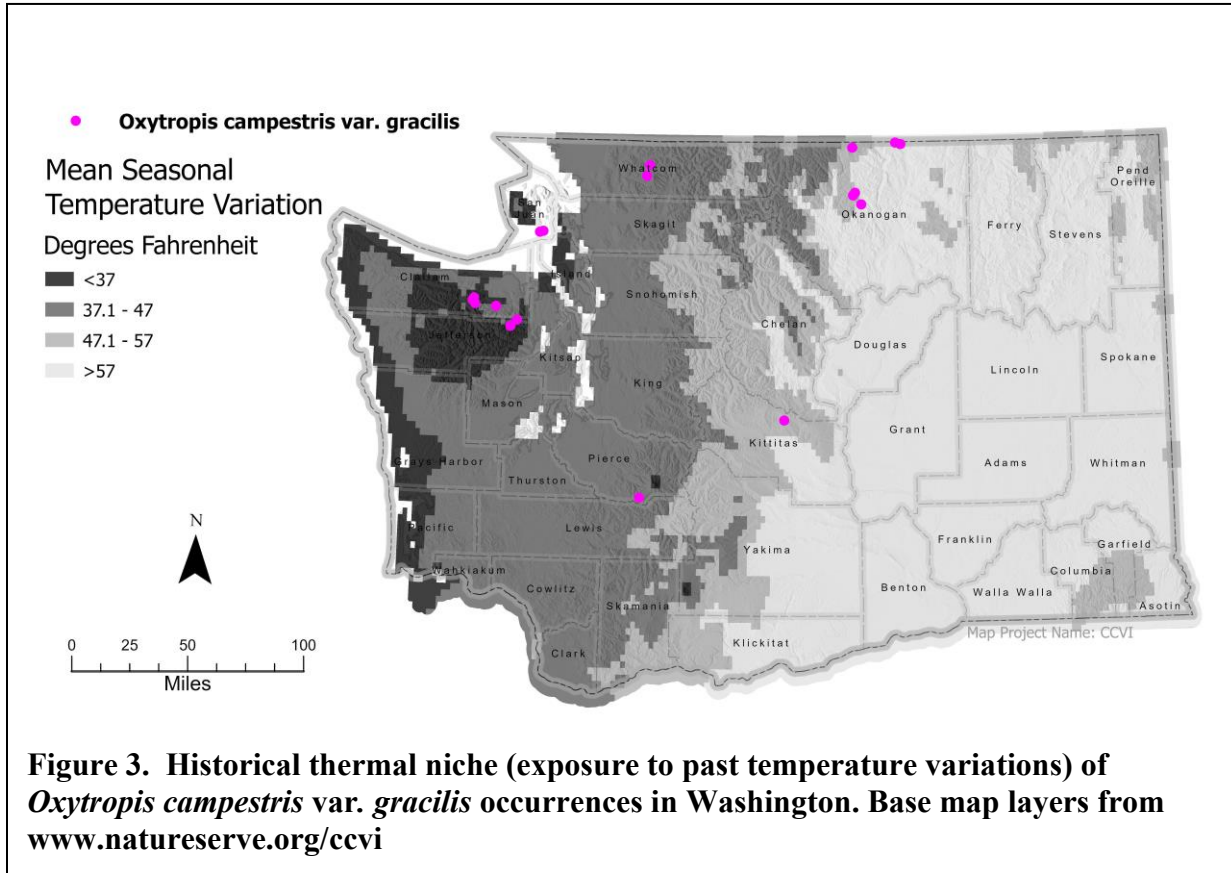 Oxytropis campestris var. gracilis
Mean Seasonal
Temperature Variation
Degrees Fahrenheit
<37
37.1 - 47
47.1 - 57
>57
N
0 25 50 100
Miles
Whatcom
San
Juan
Skagit
Okanogan
Ferry
Stevens
Pend
Oreille
Clallam
Island
Snohomish
Chelan
Jefferson
Kitsap
King
Douglas
Lincoln
Spokane
Mason
Grays Harbor
Thurston
Pierce
Kittitas
Grant
Adams
Whitman
Pacific
Lewis
Yakima
Franklin
Garfield
Columbia
Wahkiakum
Cowlitz
Skamania
Benton
Walla Walla
Asotin
Clark
Klickitat
Map Project Name: CCVI
Figure 3. Historical thermal niche (exposure to past temperature variations) of
Oxytropis campestris var. gracilis occurrences in Washington. Base map layers from
www.natureserve.org/ccvi